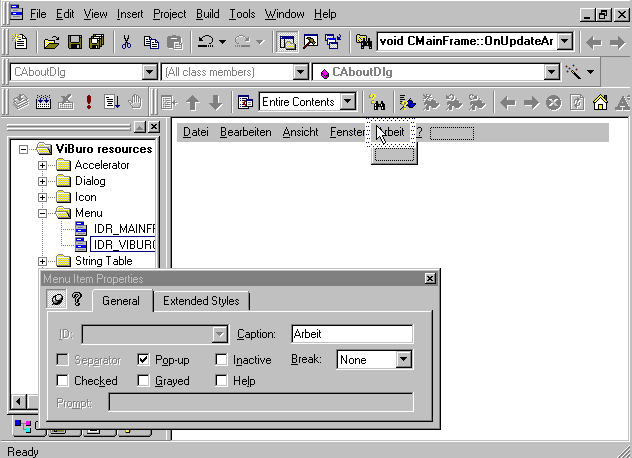 File Edit View Insert Project Build Tools Window Help
void CMainFrame::OnUpdateAr
CAboutDlg (All class members) CAboutDlg
Entire Contents
Datei Bearbeiten Ansicht Fenster Arbeit ?
ViBuro resources
Accelerator
Dialog
Icon
Menu
IDR_MAINFR
IDR_VIBURO
String Table
Menu Item Properties
? General Extended Styles
ID: Caption: Arbeit
Separator Pop-up Inactive Break: None
Checked Grayed Help
Prompt:
Ready